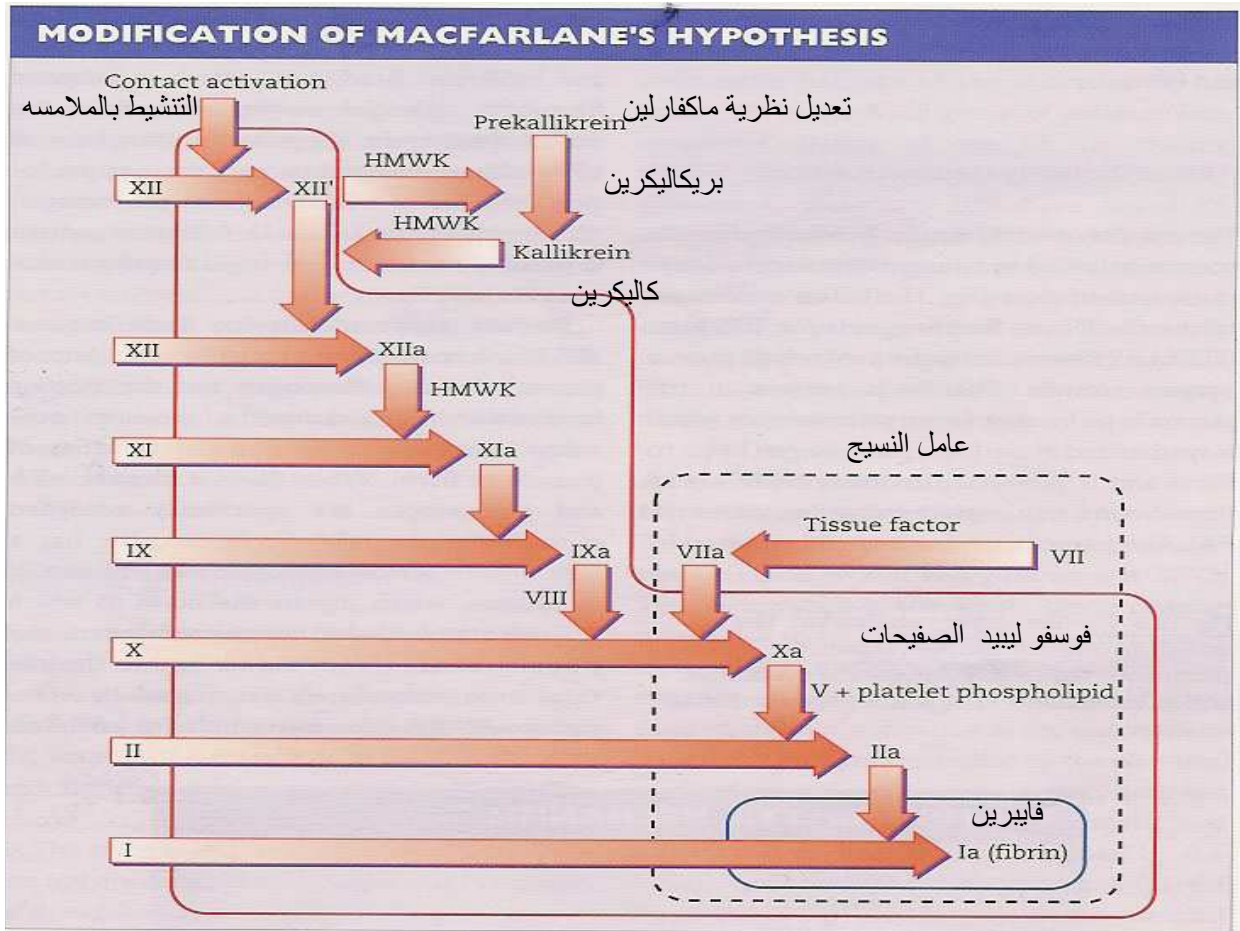 MODIFICATION OF MACFARLANE'S HYPOTHESIS
Contact activation
التنشيط بالملامسه
تعديل نظرية ماكفارلين
Prekallikrein
HMWK
XII
XII'
بريكاليكرين
HMWK
Kallikrein
كاليكرين
XII
XIIa
HMWK
XI
XIa
عامل النسيج
Tissue factor
IX
IXa
VIIa
VII
VIII
فوسفو ليبيد الصفيحات
X
Xa
V + platelet phospholipid
II
IIa
فايبرين
I
Ia (fibrin)